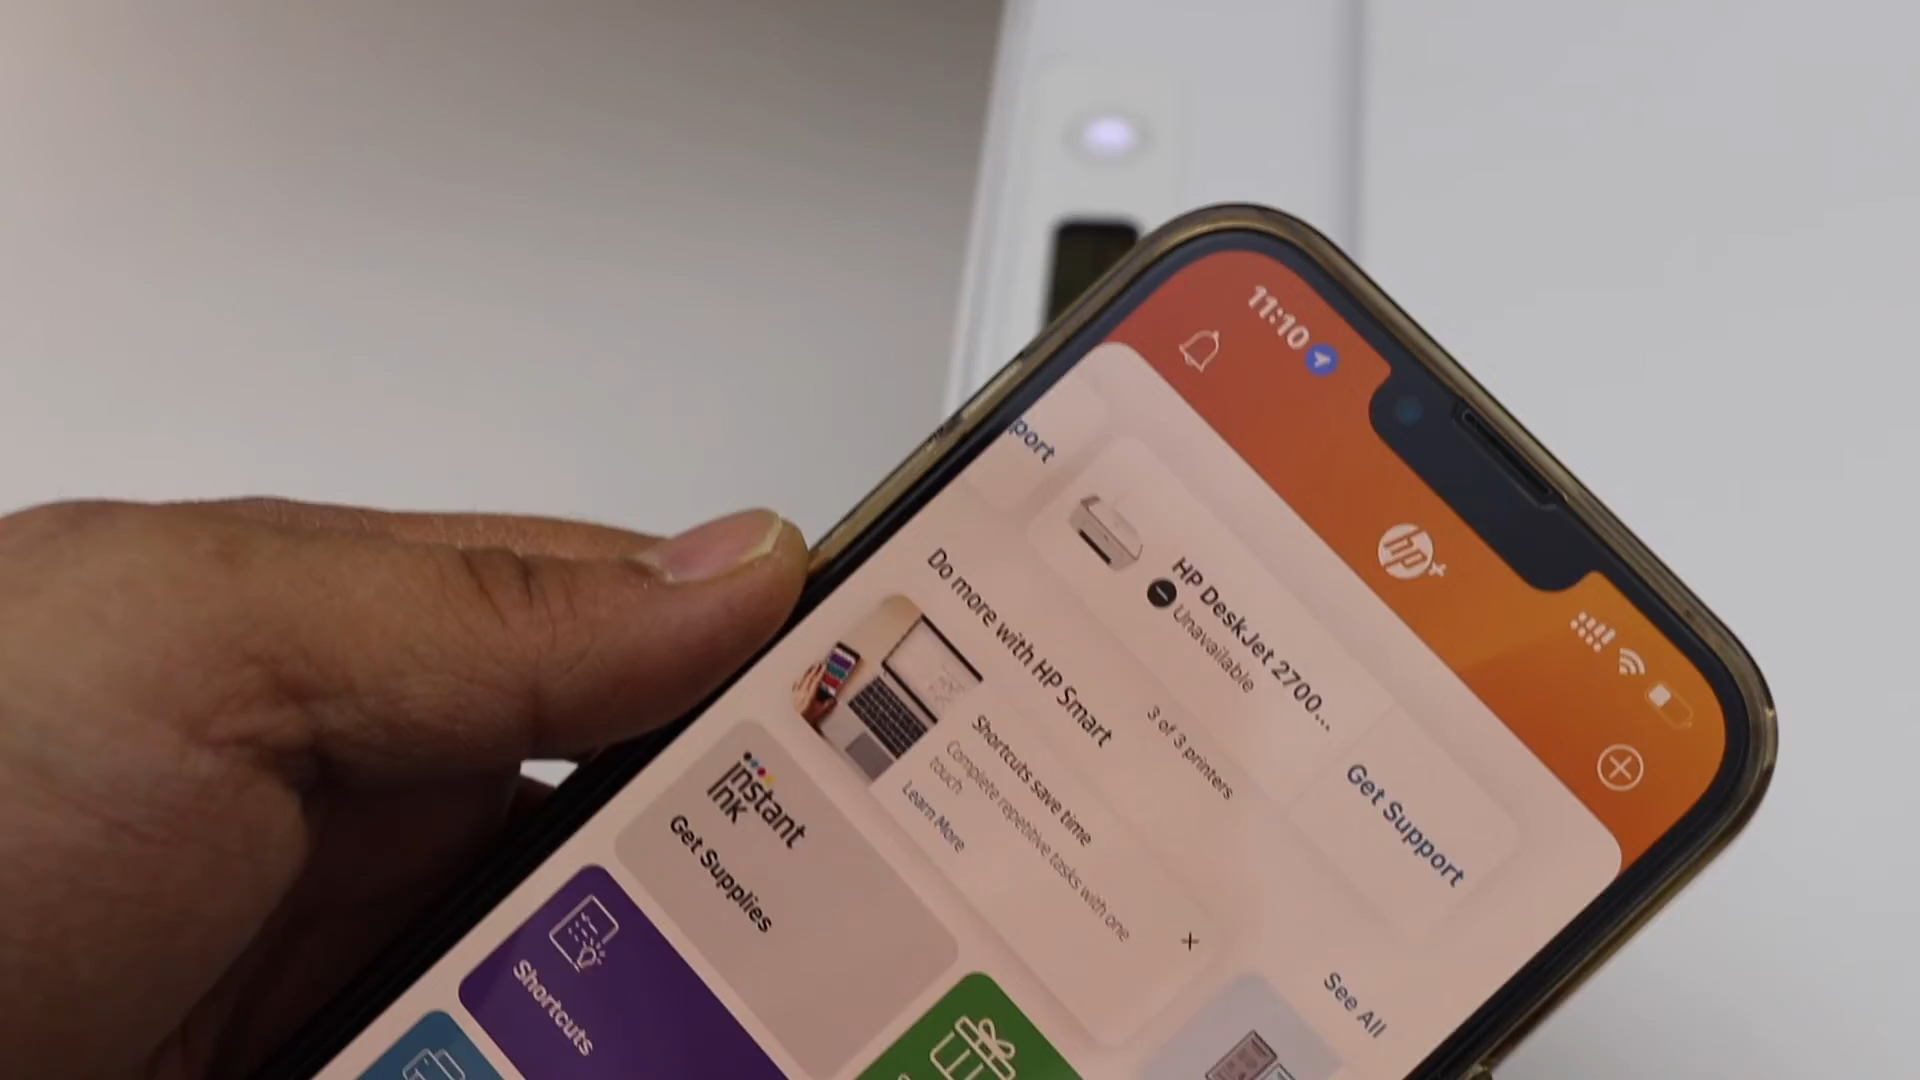 11:10
hp+
port
HP DeskJet 2700...
Unavailable
Get Support
3 of 3 printers
Do more with HP Smart
See All
Shortcuts save time
Complete repetitive tasks with one
touch
Learn More
instant
ink
Get Supplies
Shortcuts